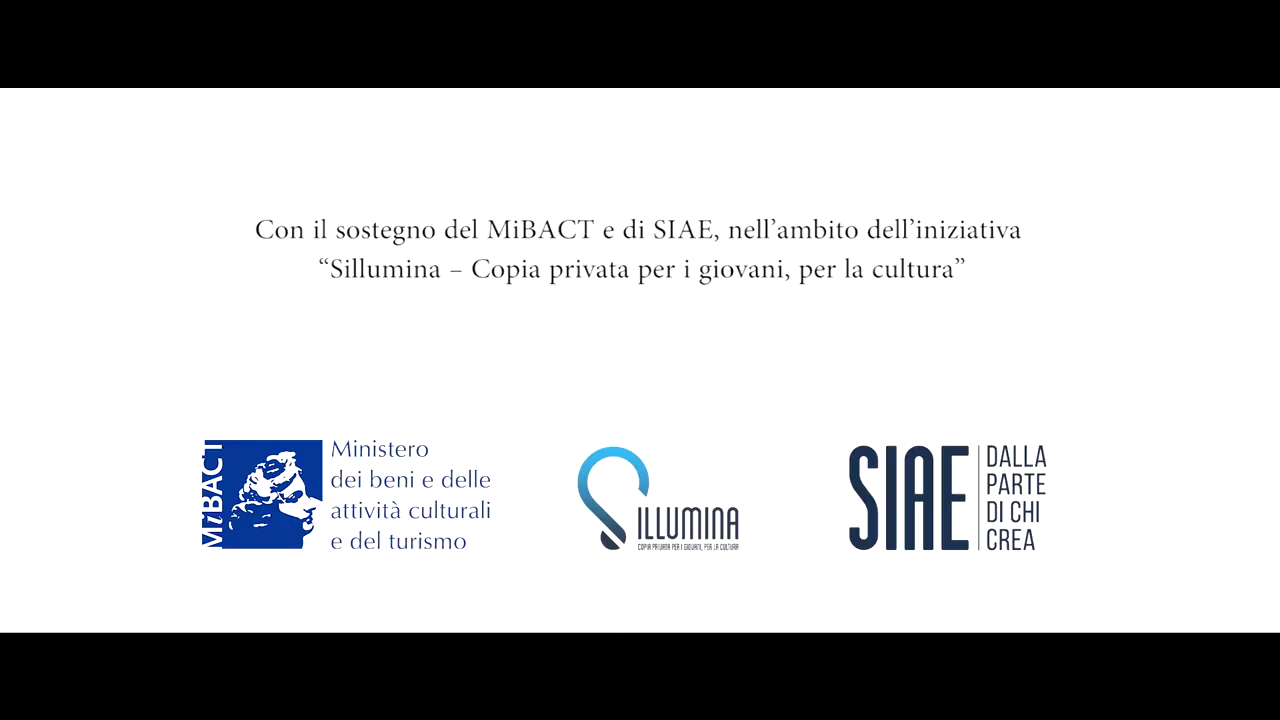 Con il sostegno del MiBACT e di SIAE, nell’ambito dell’iniziativa
“Sillumina – Copia privata per i giovani, per la cultura”
MiBACT
Ministero
dei beni e delle
attività culturali
e del turismo
SILLUMINA
COPIA PRIVATA PER I GIOVANI, PER LA CULTURA
SIAE
DALLA
PARTE
DI CHI
CREA